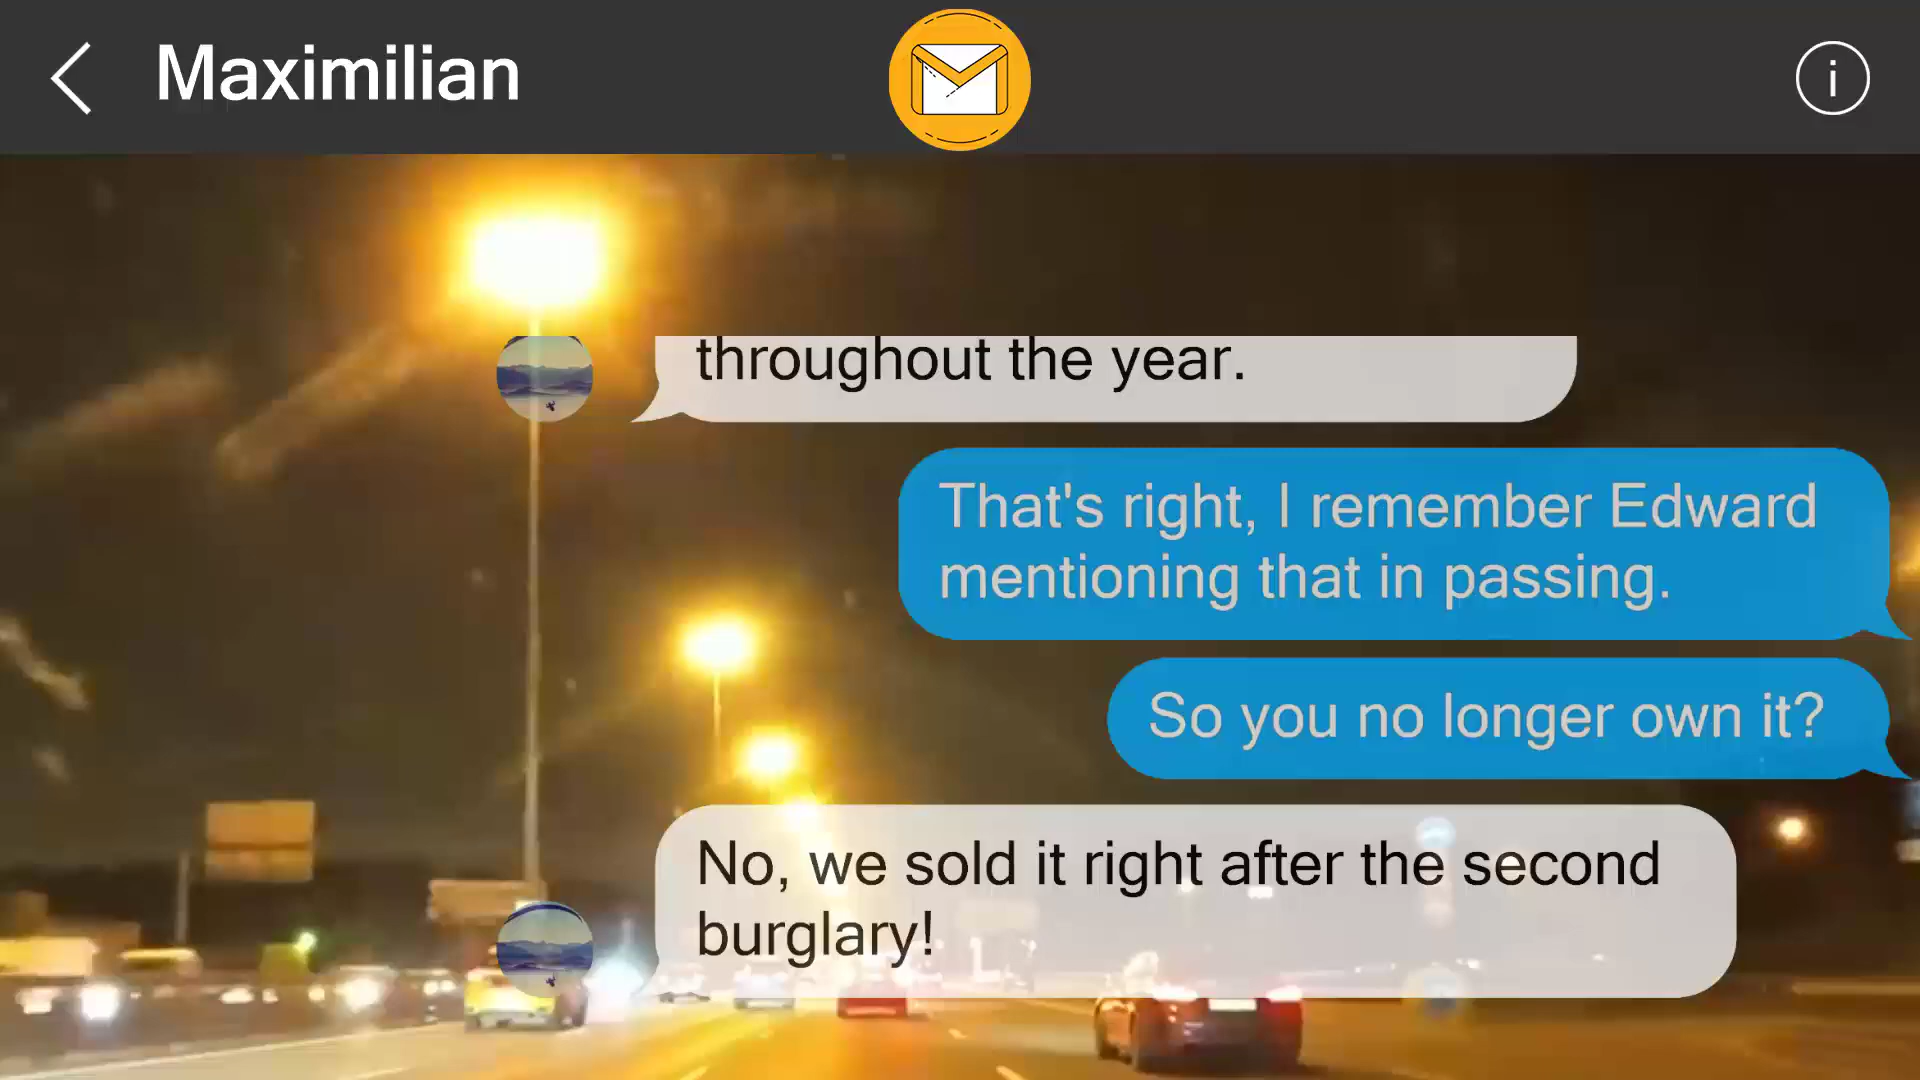 Maximilian
throughout the year.
That's right, I remember Edward
mentioning that in passing.
So you no longer own it?
No, we sold it right after the second
burglary!